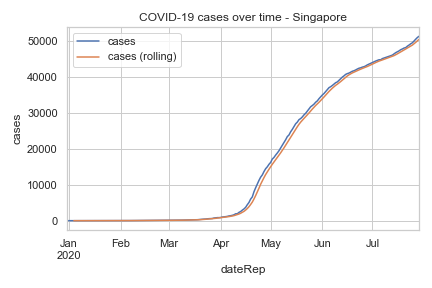 COVID-19 cases over time - Singapore
cases
cases (rolling)
50000
40000
30000
20000
10000
0
cases
Jan Feb Mar Apr May Jun Jul
2020
dateRep